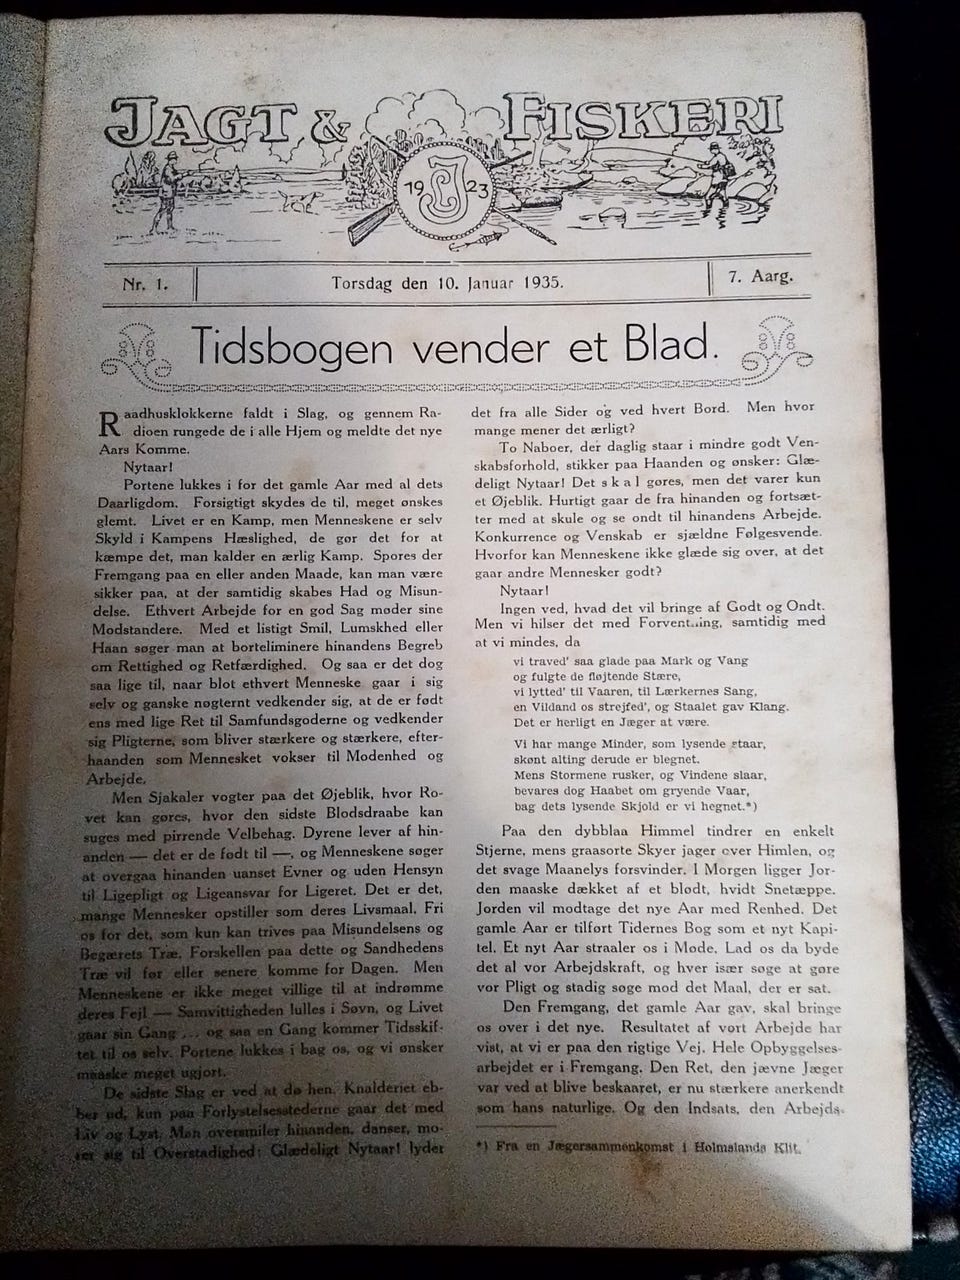 JAGT & FISKERI
19 J 23
Nr. 1.
Torsdag den 10. Januar 1935.
7. Aarg.
Tidsbogen vender et Blad.
Raadhusklokkerne faldt i Slag, og gennem Ra-
dioen rungede de i alle Hjem og meldte det nye
Aars Komme.
Nytaar!
Portene lukkes i for det gamle Aar med al dets
Daarligdom. Forsigtigt skydes de til, meget ønskes
glemt. Livet er en Kamp, men Menneskene er selv
Skyld i Kampens Hæslighed, de gør det for at
kæmpe det, man kalder en ærlig Kamp. Spores der
Fremgang paa en eller anden Maade, kan man være
sikker paa, at der samtidig skabes Had og Misun-
delse. Ethvert Arbejde for en god Sag møder sine
Modstandere. Med et listigt Smil, Lumskhed eller
Haan søger man at borteliminere hinandens Begreb
om Rettighed og Retfærdighed. Og saa er det dog
saa lige til, naar blot ethvert Menneske gaar i sig
selv og ganske nøgternt vedkender sig, at de er født
ens med lige Ret til Samfundsgoderne og vedkender
sig Pligterne, som bliver stærkere og stærkere, efter-
haanden som Mennesket vokser til Modenhed og
Arbejde.
Men Sjakaler vogter paa det Øjeblik, hvor Ro-
vet kan gøres, hvor den sidste Blodsdraabe kan
suges med pirrende Velbehag. Dyrene lever af hin-
anden — det er de født til —, og Menneskene søger
at overgaa hinanden uanset Evner og uden Hensyn
til Ligepligt og Ligeansvar for Ligeret. Det er det,
mange Mennesker opstiller som deres Livsmaal. Fri
os for det, som kun kan trives paa Misundelsens og
Begærets Træ. Forskellen paa dette og Sandhedens
Træ vil før eller senere komme for Dagen. Men
Menneskene er ikke meget villige til at indrømme
deres Fejl — Samvittigheden lulles i Søvn, og Livet
gaar sin Gang ... og saa en Gang kommer Tidsskif-
tet til os selv. Portene lukkes i bag os, og vi ønsker
maaske meget ugjort.
De sidste Slag er ved at dø hen. Knalderiet eb-
ber ud, kun paa Forlystelsesstederne gaar det med
Liv og Lyst. Man oversmiler hinanden, danser, mo-
rer sig til Overstadighed: Glædeligt Nytaar! lyder
det fra alle Sider og ved hvert Bord. Men hvor
mange mener det ærligt?
To Naboer, der daglig staar i mindre godt Ven-
skabsforhold, stikker paa Haanden og ønsker: Glæ-
deligt Nytaar! Det skal gøres, men det varer kun
et Øjeblik. Hurtigt gaar de fra hinanden og fortsæt-
ter med at skule og se ondt til hinandens Arbejde.
Konkurrence og Venskab er sjældne Følgesvende.
Hvorfor kan Menneskene ikke glæde sig over, at det
gaar andre Mennesker godt?
Nytaar!
Ingen ved, hvad det vil bringe af Godt og Ondt.
Men vi hilser det med Forventning, samtidig med
at vi mindes, da
vi traved' saa glade paa Mark og Vang
og fulgte de fløjtende Stære,
vi lytted' til Vaaren, til Lærkernes Sang,
en Vildand os strejfed', og Staalet gav Klang.
Det er herligt en Jæger at være.
Vi har mange Minder, som lysende staar,
skønt alting derude er blegnet.
Mens Stormene rusker, og Vindene slaar,
bevares dog Haabet om gryende Vaar,
bag dets lysende Skjold er vi hegnet.*)
Paa den dybblaa Himmel tindrer en enkelt
Stjerne, mens graasorte Skyer jager over Himlen, og
det svage Maanelys forsvinder. I Morgen ligger Jor-
den maaske dækket af et blødt, hvidt Snetæppe.
Jorden vil modtage det nye Aar med Renhed. Det
gamle Aar er tilført Tidernes Bog som et nyt Kapi-
tel. Et nyt Aar straaler os i Møde. Lad os da byde
det al vor Arbejdskraft, og hver især søge at gøre
vor Pligt og stadig søge mod det Maal, der er sat.
Den Fremgang, det gamle Aar gav, skal bringe
os over i det nye. Resultatet af vort Arbejde har
vist, at vi er paa den rigtige Vej. Hele Opbyggelses-
arbejdet er i Fremgang. Den Ret, den jævne Jæger
var ved at blive beskaaret, er nu stærkere anerkendt
som hans naturlige. Og den Indsats, den Arbejds-
*) Fra en Jægersammenkomst i Holmslands Klit.